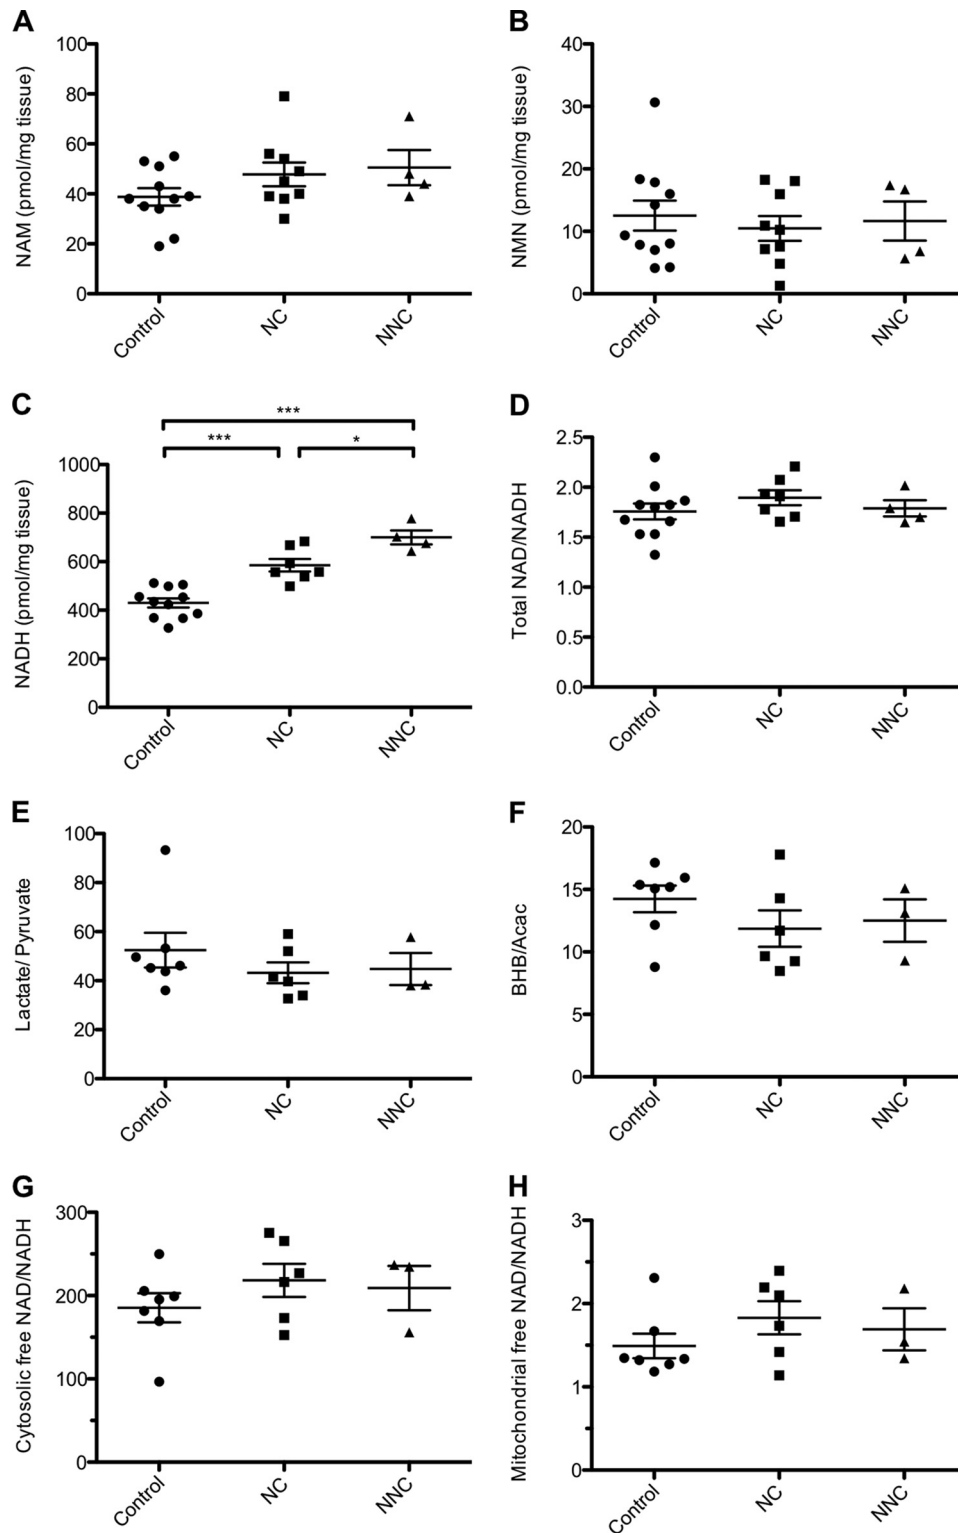 A
NAM (pmol/mg tissue)
100
80
60
40
20
0
Control
NC
NNC
B
NMN (pmol/mg tissue)
40
30
20
10
0
Control
NC
NNC
C
***
***
*
NADH (pmol/mg tissue)
1000
800
600
400
200
0
Control
NC
NNC
D
Total NAD/NADH
2.5
2.0
1.5
1.0
0.5
0.0
Control
NC
NNC
E
Lactate/ Pyruvate
100
80
60
40
20
0
Control
NC
NNC
F
BHB/Acac
20
15
10
5
0
Control
NC
NNC
G
Cytosolic free NAD/NADH
300
200
100
0
Control
NC
NNC
H
Mitochondrial free NAD/NADH
3
2
1
0
Control
NC
NNC